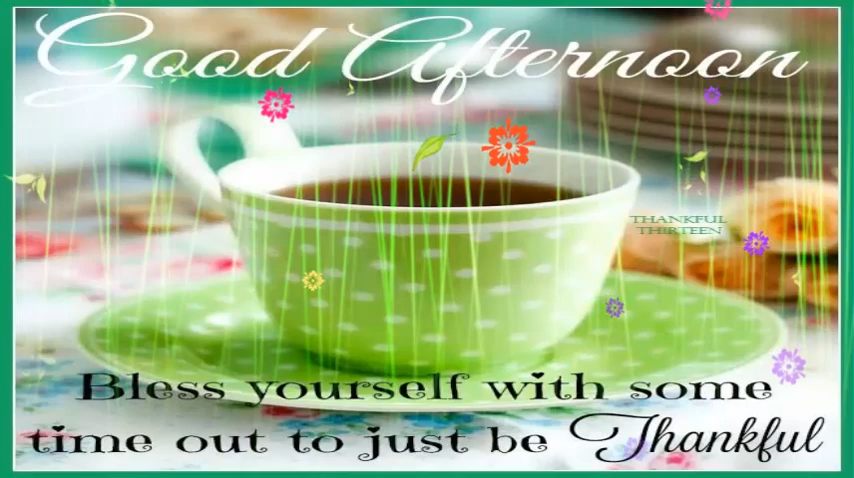 Good Afternoon
THANKFUL
THIRTEEN
Bless yourself with some
time out to just be Thankful